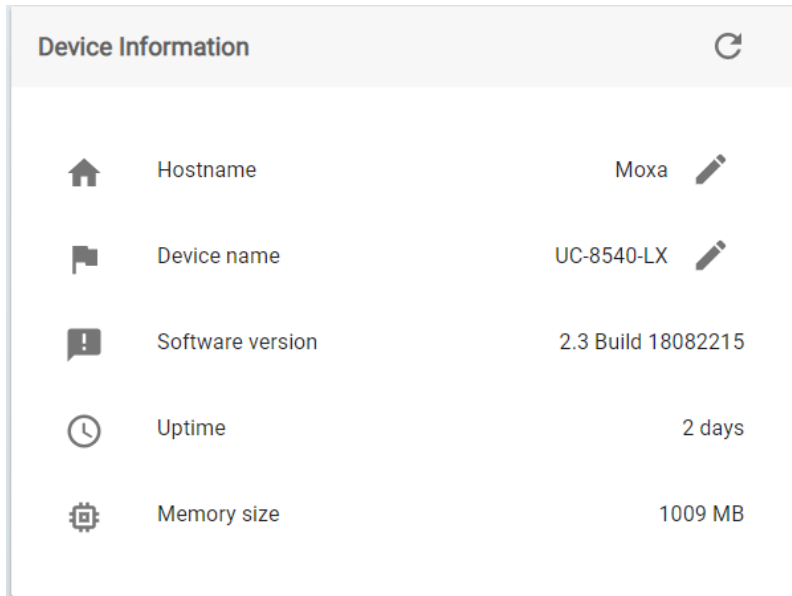 Device Information
Hostname Moxa
Device name UC-8540-LX
Software version 2.3 Build 18082215
Uptime 2 days
Memory size 1009 MB